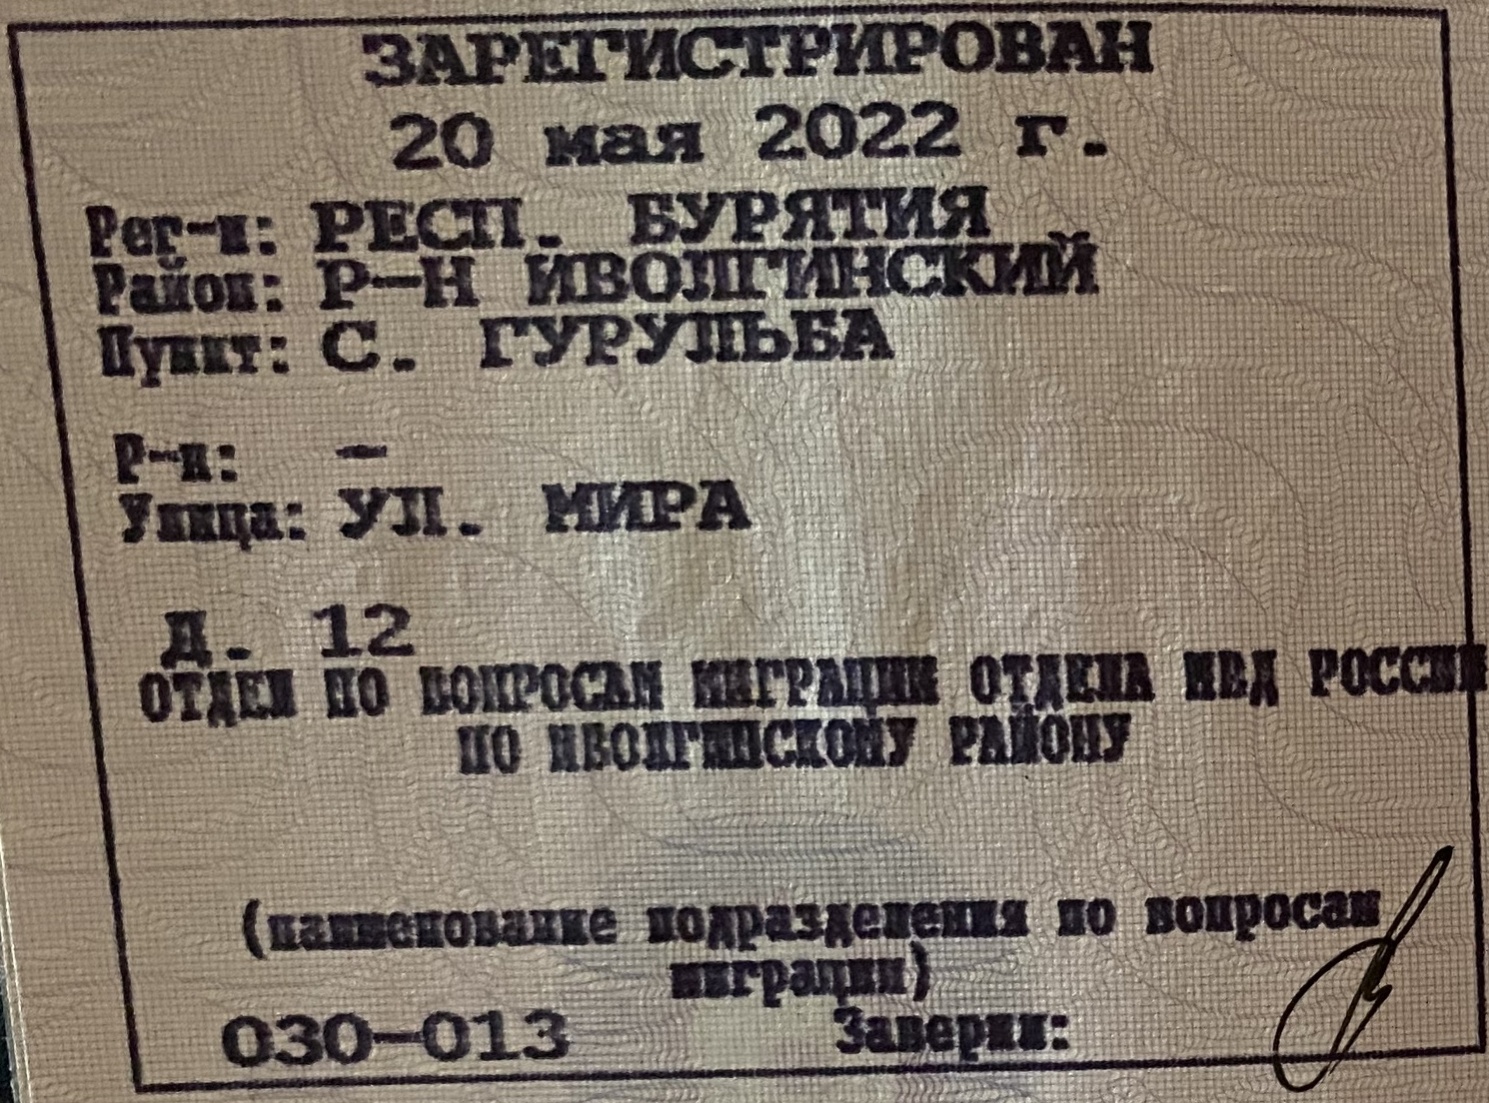 ЗАРЕГИСТРИРОВАН
20 мая 2022 г.
Рег-н: РЕСП. БУРЯТИЯ
Район: Р-Н ИВОЛГИНСКИЙ
Пункт: С. ГУРУЛЬБА
Р-н: -
Улица: УЛ. МИРА
Д. 12
ОТДЕЛ ПО ВОПРОСАМ МИГРАЦИИ ОТДЕЛА МВД РОССИИ
ПО ИВОЛГИНСКОМУ РАЙОНУ
(наименование подразделения по вопросам
миграции)
030-013 Заверил: